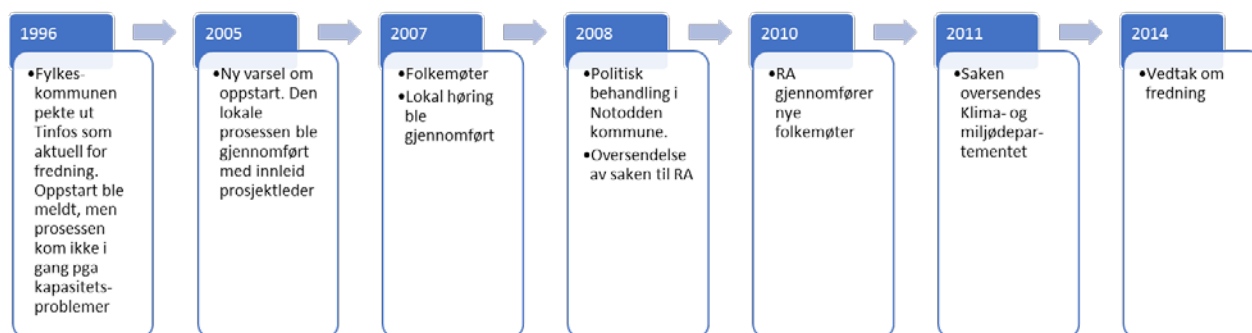 1996
•Fylkes-
kommunen
pekte ut
Tinfos som
aktuell for
fredning.
Oppstart ble
meldt, men
prosessen
kom ikke i
gang pga
kapasitets-
problemer
2005
•Ny varsel om
oppstart. Den
lokale
prosessen ble
gjennomført
med innleid
prosjektleder
2007
•Folkemøter
•Lokal høring
ble
gjennomført
2008
•Politisk
behandling i
Notodden
kommune.
•Oversendelse
av saken til RA
2010
•RA
gjennomfører
nye
folkemøter
2011
•Saken
oversendes
Klima- og
miljødepar-
tementet
2014
•Vedtak om
fredning